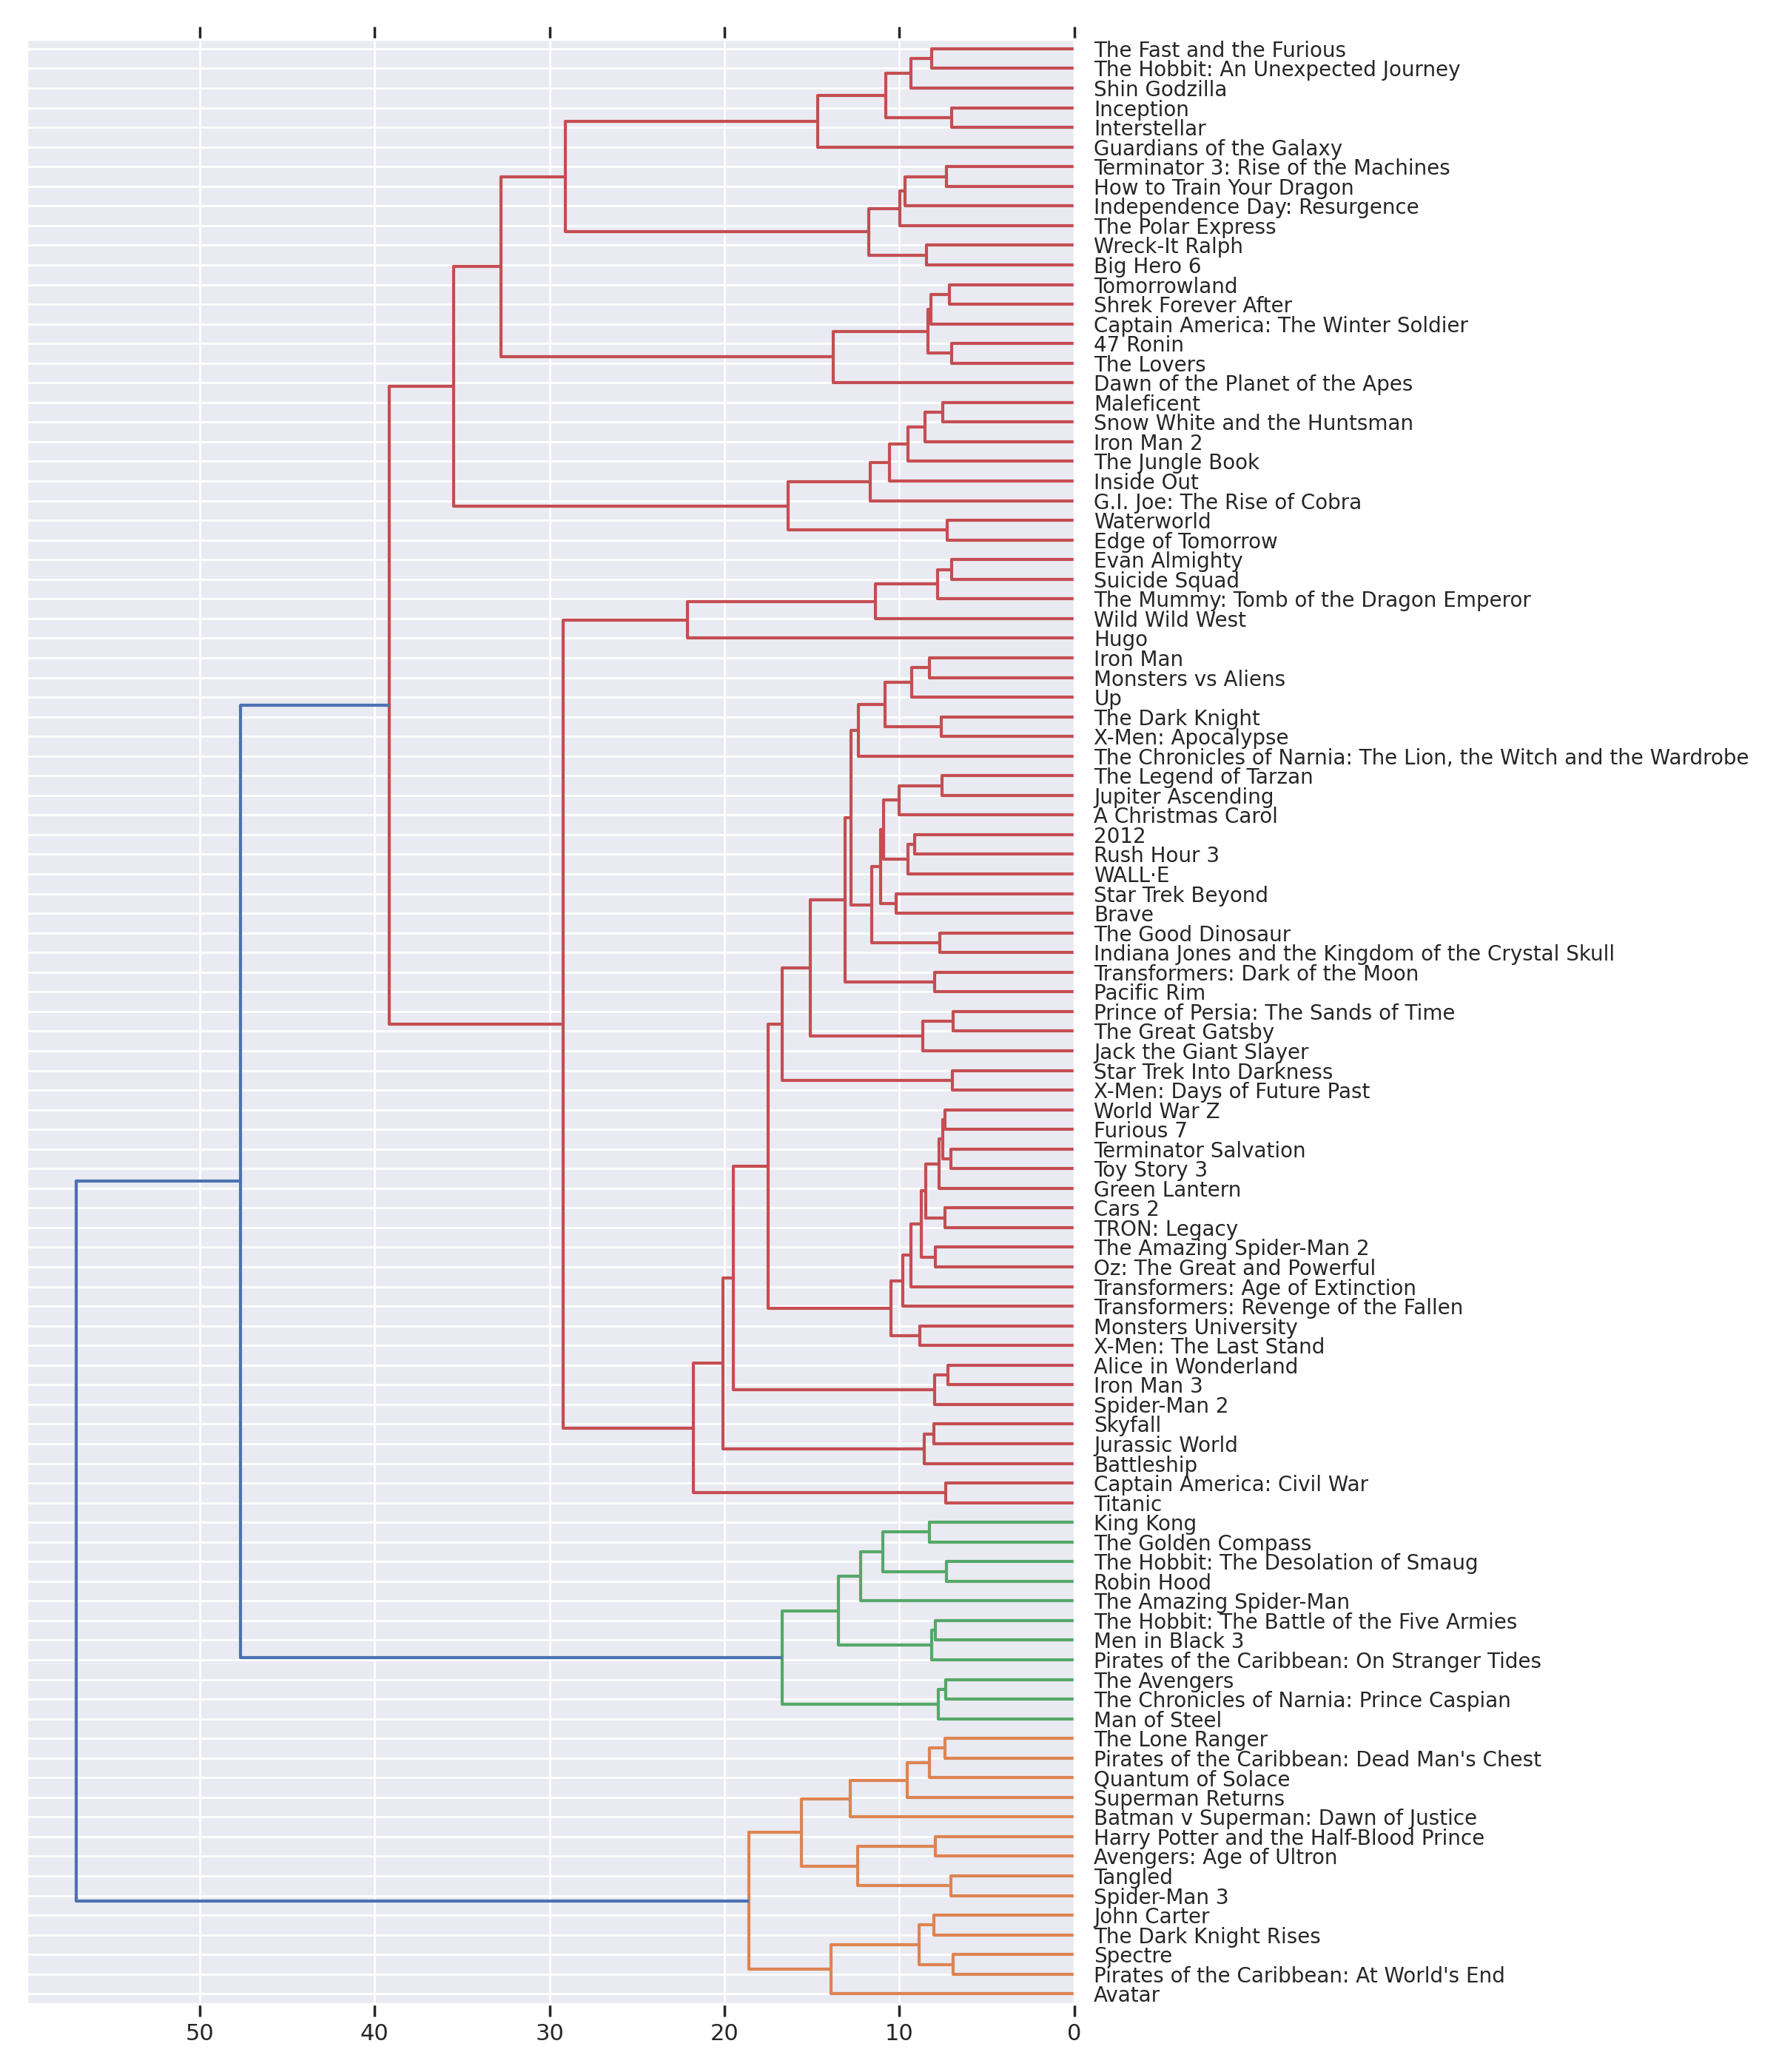 The Fast and the Furious
The Hobbit: An Unexpected Journey
Shin Godzilla
Inception
Interstellar
Guardians of the Galaxy
Terminator 3: Rise of the Machines
How to Train Your Dragon
Independence Day: Resurgence
The Polar Express
Wreck-It Ralph
Big Hero 6
Tomorrowland
Shrek Forever After
Captain America: The Winter Soldier
47 Ronin
The Lovers
Dawn of the Planet of the Apes
Maleficent
Snow White and the Huntsman
Iron Man 2
The Jungle Book
Inside Out
G.I. Joe: The Rise of Cobra
Waterworld
Edge of Tomorrow
Evan Almighty
Suicide Squad
The Mummy: Tomb of the Dragon Emperor
Wild Wild West
Hugo
Iron Man
Monsters vs Aliens
Up
The Dark Knight
X-Men: Apocalypse
The Chronicles of Narnia: The Lion, the Witch and the Wardrobe
The Legend of Tarzan
Jupiter Ascending
A Christmas Carol
2012
Rush Hour 3
WALL·E
Star Trek Beyond
Brave
The Good Dinosaur
Indiana Jones and the Kingdom of the Crystal Skull
Transformers: Dark of the Moon
Pacific Rim
Prince of Persia: The Sands of Time
The Great Gatsby
Jack the Giant Slayer
Star Trek Into Darkness
X-Men: Days of Future Past
World War Z
Furious 7
Terminator Salvation
Toy Story 3
Green Lantern
Cars 2
TRON: Legacy
The Amazing Spider-Man 2
Oz: The Great and Powerful
Transformers: Age of Extinction
Transformers: Revenge of the Fallen
Monsters University
X-Men: The Last Stand
Alice in Wonderland
Iron Man 3
Spider-Man 2
Skyfall
Jurassic World
Battleship
Captain America: Civil War
Titanic
King Kong
The Golden Compass
The Hobbit: The Desolation of Smaug
Robin Hood
The Amazing Spider-Man
The Hobbit: The Battle of the Five Armies
Men in Black 3
Pirates of the Caribbean: On Stranger Tides
The Avengers
The Chronicles of Narnia: Prince Caspian
Man of Steel
The Lone Ranger
Pirates of the Caribbean: Dead Man's Chest
Quantum of Solace
Superman Returns
Batman v Superman: Dawn of Justice
Harry Potter and the Half-Blood Prince
Avengers: Age of Ultron
Tangled
Spider-Man 3
John Carter
The Dark Knight Rises
Spectre
Pirates of the Caribbean: At World's End
Avatar
50 40 30 20 10 0